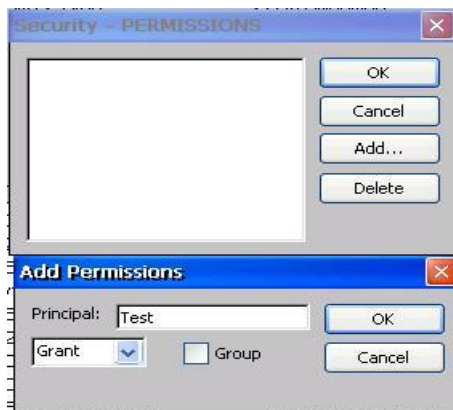 Security - PERMISSIONS
OK
Cancel
Add...
Delete
Add Permissions
Principal: Test
OK
Grant
Group
Cancel